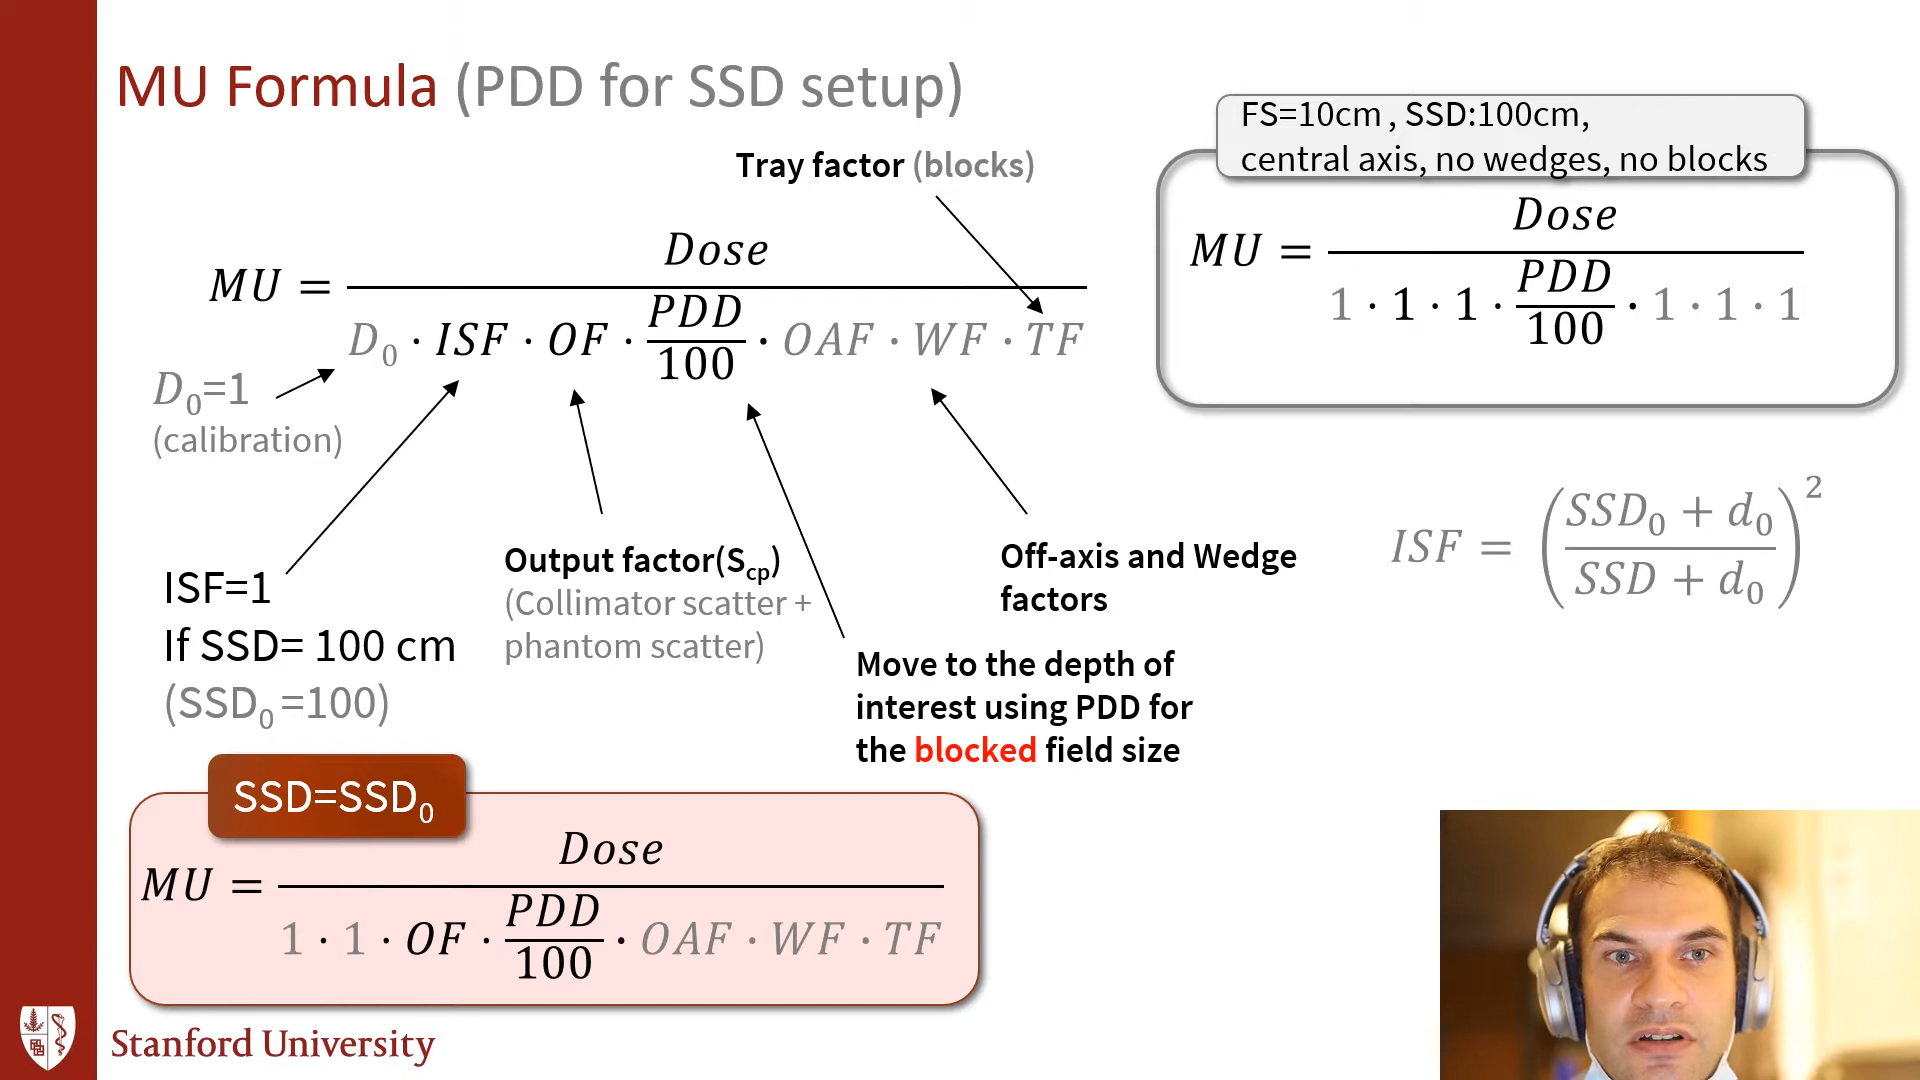 MU Formula (PDD for SSD setup)
FS=10cm , SSD:100cm,
central axis, no wedges, no blocks
Tray factor (blocks)
MU = Dose / (D₀ · ISF · OF · PDD/100 · OAF · WF · TF)
MU = Dose / (1 · 1 · 1 · PDD/100 · 1 · 1 · 1)
D₀=1
(calibration)
ISF = ((SSD₀ + d₀) / (SSD + d₀))²
ISF=1
If SSD= 100 cm
(SSD₀ =100)
Output factor(Scp)
(Collimator scatter +
phantom scatter)
Off-axis and Wedge
factors
Move to the depth of
interest using PDD for
the blocked field size
SSD=SSD₀
MU = Dose / (1 · 1 · OF · PDD/100 · OAF · WF · TF)
Stanford University